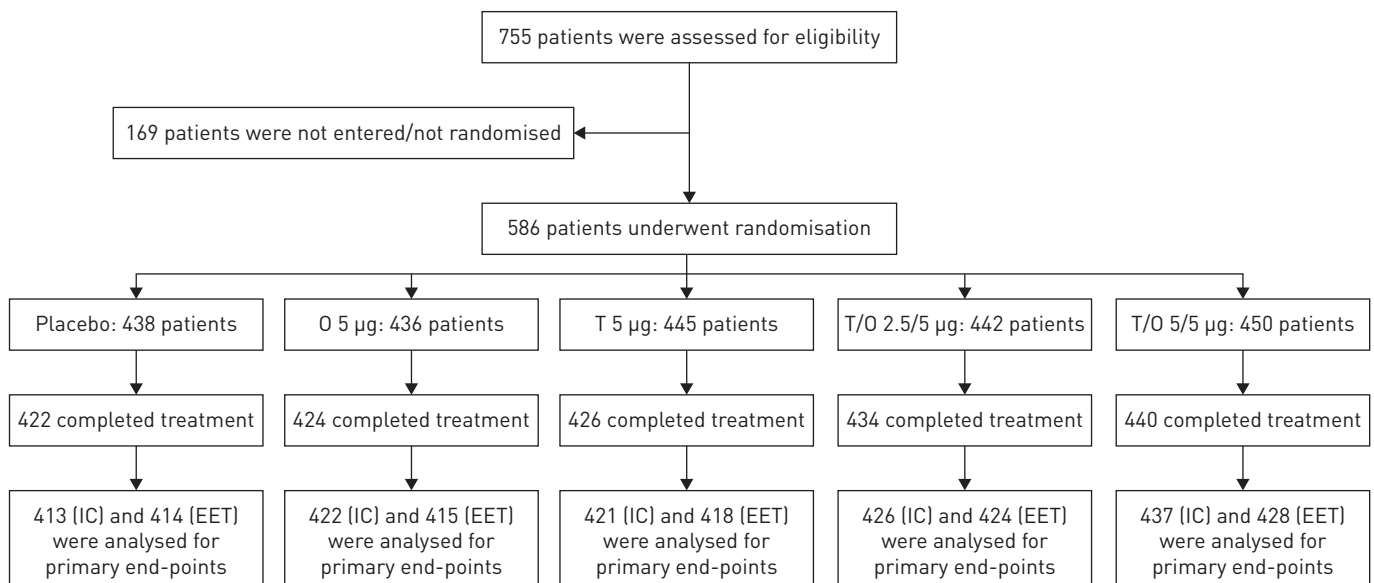 755 patients were assessed for eligibility
169 patients were not entered/not randomised
586 patients underwent randomisation
Placebo: 438 patients
O 5 µg: 436 patients
T 5 µg: 445 patients
T/O 2.5/5 µg: 442 patients
T/O 5/5 µg: 450 patients
422 completed treatment
424 completed treatment
426 completed treatment
434 completed treatment
440 completed treatment
413 (IC) and 414 (EET)
were analysed for
primary end-points
422 (IC) and 415 (EET)
were analysed for
primary end-points
421 (IC) and 418 (EET)
were analysed for
primary end-points
426 (IC) and 424 (EET)
were analysed for
primary end-points
437 (IC) and 428 (EET)
were analysed for
primary end-points